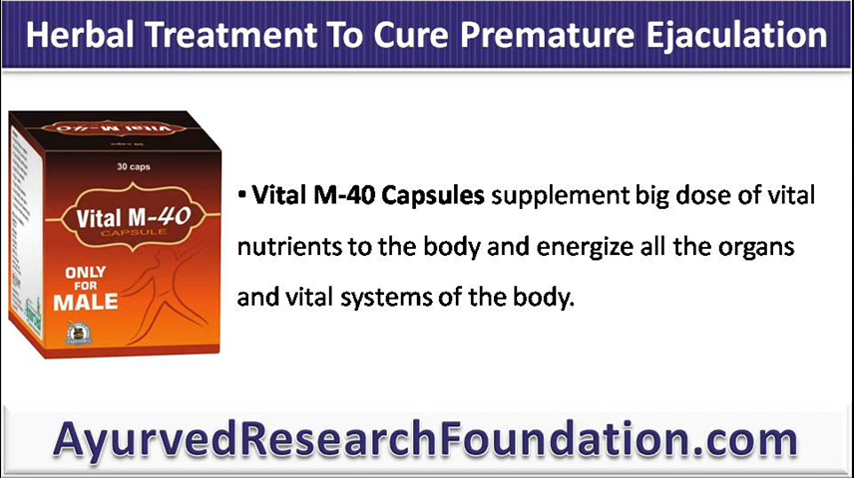 Herbal Treatment To Cure Premature Ejaculation
30 caps
Vital M-40
CAPSULE
ONLY
FOR
MALE
• Vital M-40 Capsules supplement big dose of vital
nutrients to the body and energize all the organs
and vital systems of the body.
AyurvedResearchFoundation.com